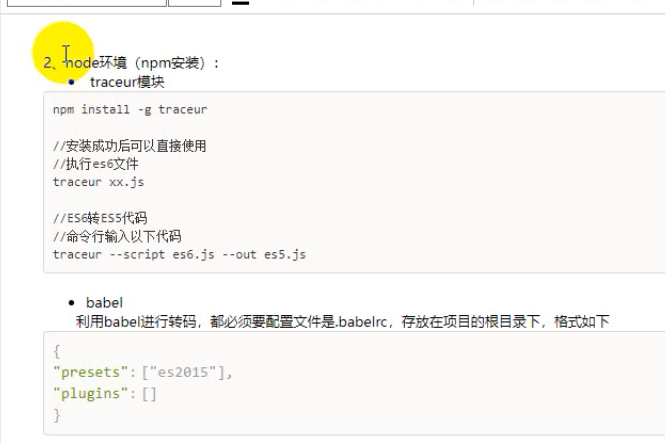 2、node环境（npm安装）：
traceur模块
npm install -g traceur
//安装成功后可以直接使用
//执行es6文件
traceur xx.js
//ES6转ES5代码
//命令行输入以下代码
traceur --script es6.js --out es5.js
babel
利用babel进行转码，都必须要配置文件是.babelrc，存放在项目的根目录下，格式如下
{
"presets": ["es2015"],
"plugins": []
}